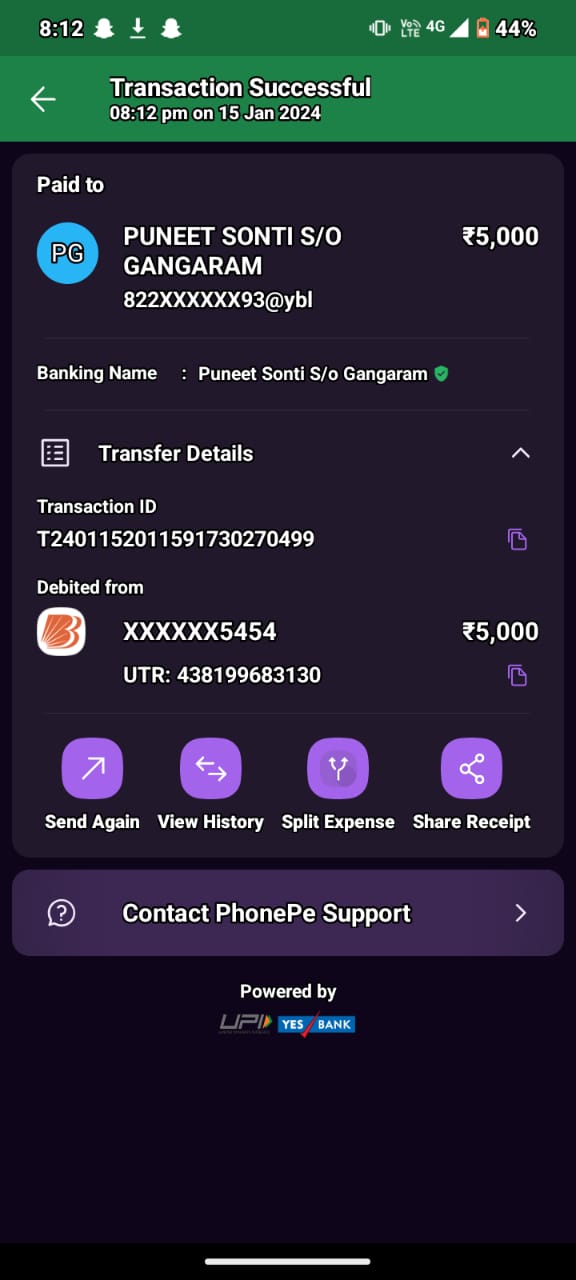 8:12 Vo LTE 4G 44%
Transaction Successful
08:12 pm on 15 Jan 2024
Paid to
PG PUNEET SONTI S/O ₹5,000
GANGARAM
822XXXXXX93@ybl
Banking Name : Puneet Sonti S/o Gangaram
Transfer Details
Transaction ID
T2401152011591730270499
Debited from
XXXXXX5454 ₹5,000
UTR: 438199683130
Send Again View History Split Expense Share Receipt
Contact PhonePe Support
Powered by
UPI YES BANK